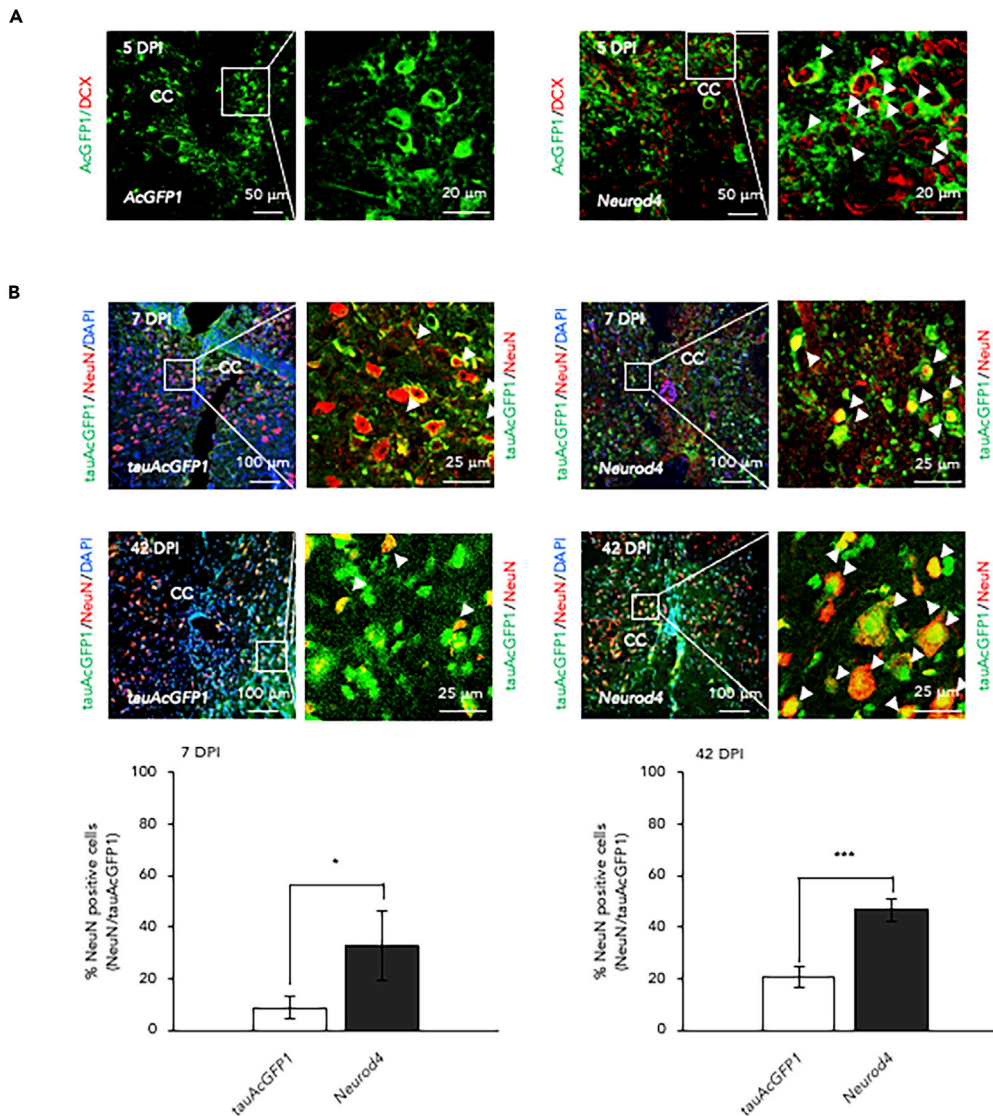 A
AcGFP1/DCX
5 DPI
CC
AcGFP1
50 µm
20 µm
AcGFP1/DCX
5 DPI
CC
Neurod4
50 µm
20 µm
B
tauAcGFP1/NeuN/DAPI
7 DPI
CC
tauAcGFP1
100 µm
25 µm
tauAcGFP1/NeuN
tauAcGFP1/NeuN/DAPI
7 DPI
CC
Neurod4
100 µm
25 µm
tauAcGFP1/NeuN
tauAcGFP1/NeuN/DAPI
42 DPI
CC
tauAcGFP1
100 µm
25 µm
tauAcGFP1/NeuN
tauAcGFP1/NeuN/DAPI
42 DPI
CC
Neurod4
100 µm
25 µm
tauAcGFP1/NeuN
7 DPI
% NeuN positive cells
(NeuN/tauAcGFP1)
100
80
60
40
20
0
*
tauAcGFP1
Neurod4
42 DPI
% NeuN positive cells
(NeuN/tauAcGFP1)
100
80
60
40
20
0
***
tauAcGFP1
Neurod4